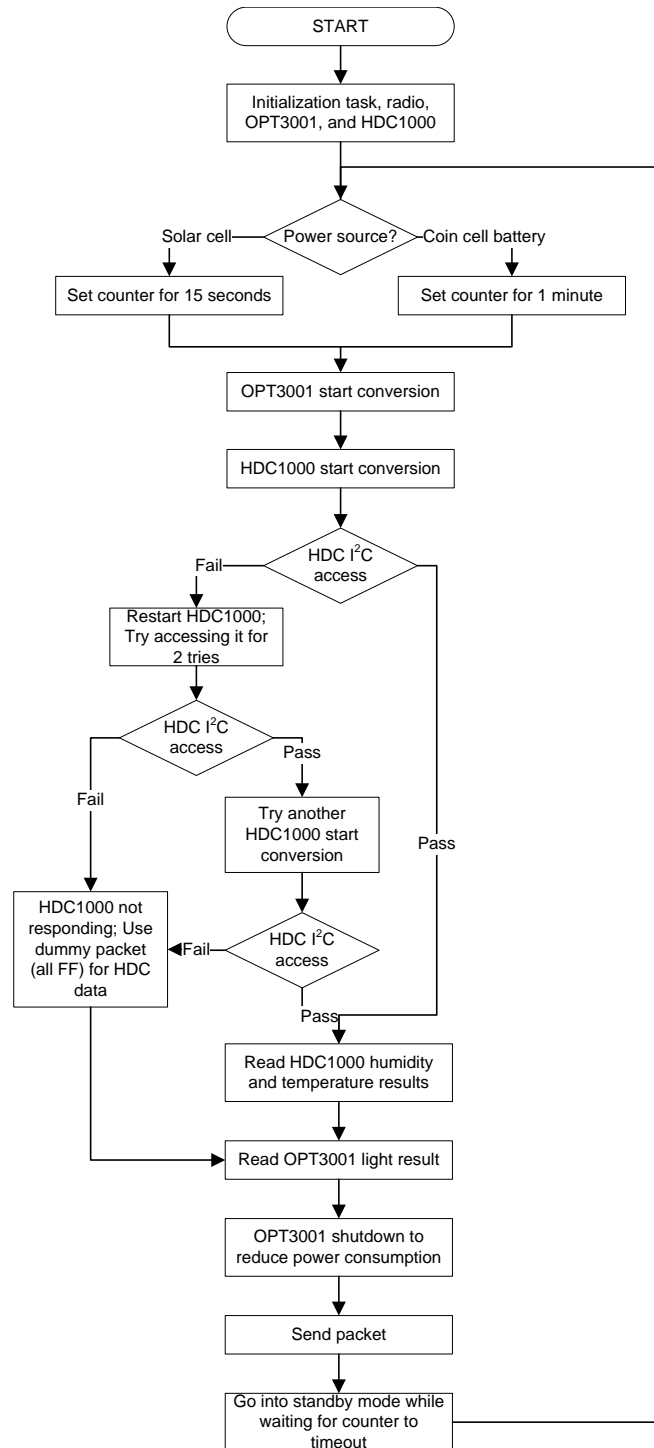 START
Initialization task, radio,
OPT3001, and HDC1000
Solar cell
Power source?
Coin cell battery
Set counter for 15 seconds
Set counter for 1 minute
OPT3001 start conversion
HDC1000 start conversion
HDC I²C
access
Fail
Restart HDC1000;
Try accessing it for
2 tries
HDC I²C
access
Pass
Fail
Try another
HDC1000 start
conversion
Pass
HDC1000 not
responding; Use
dummy packet
(all FF) for HDC
data
Fail
HDC I²C
access
Pass
Read HDC1000 humidity
and temperature results
Read OPT3001 light result
OPT3001 shutdown to
reduce power consumption
Send packet
Go into standby mode while
waiting for counter to
timeout